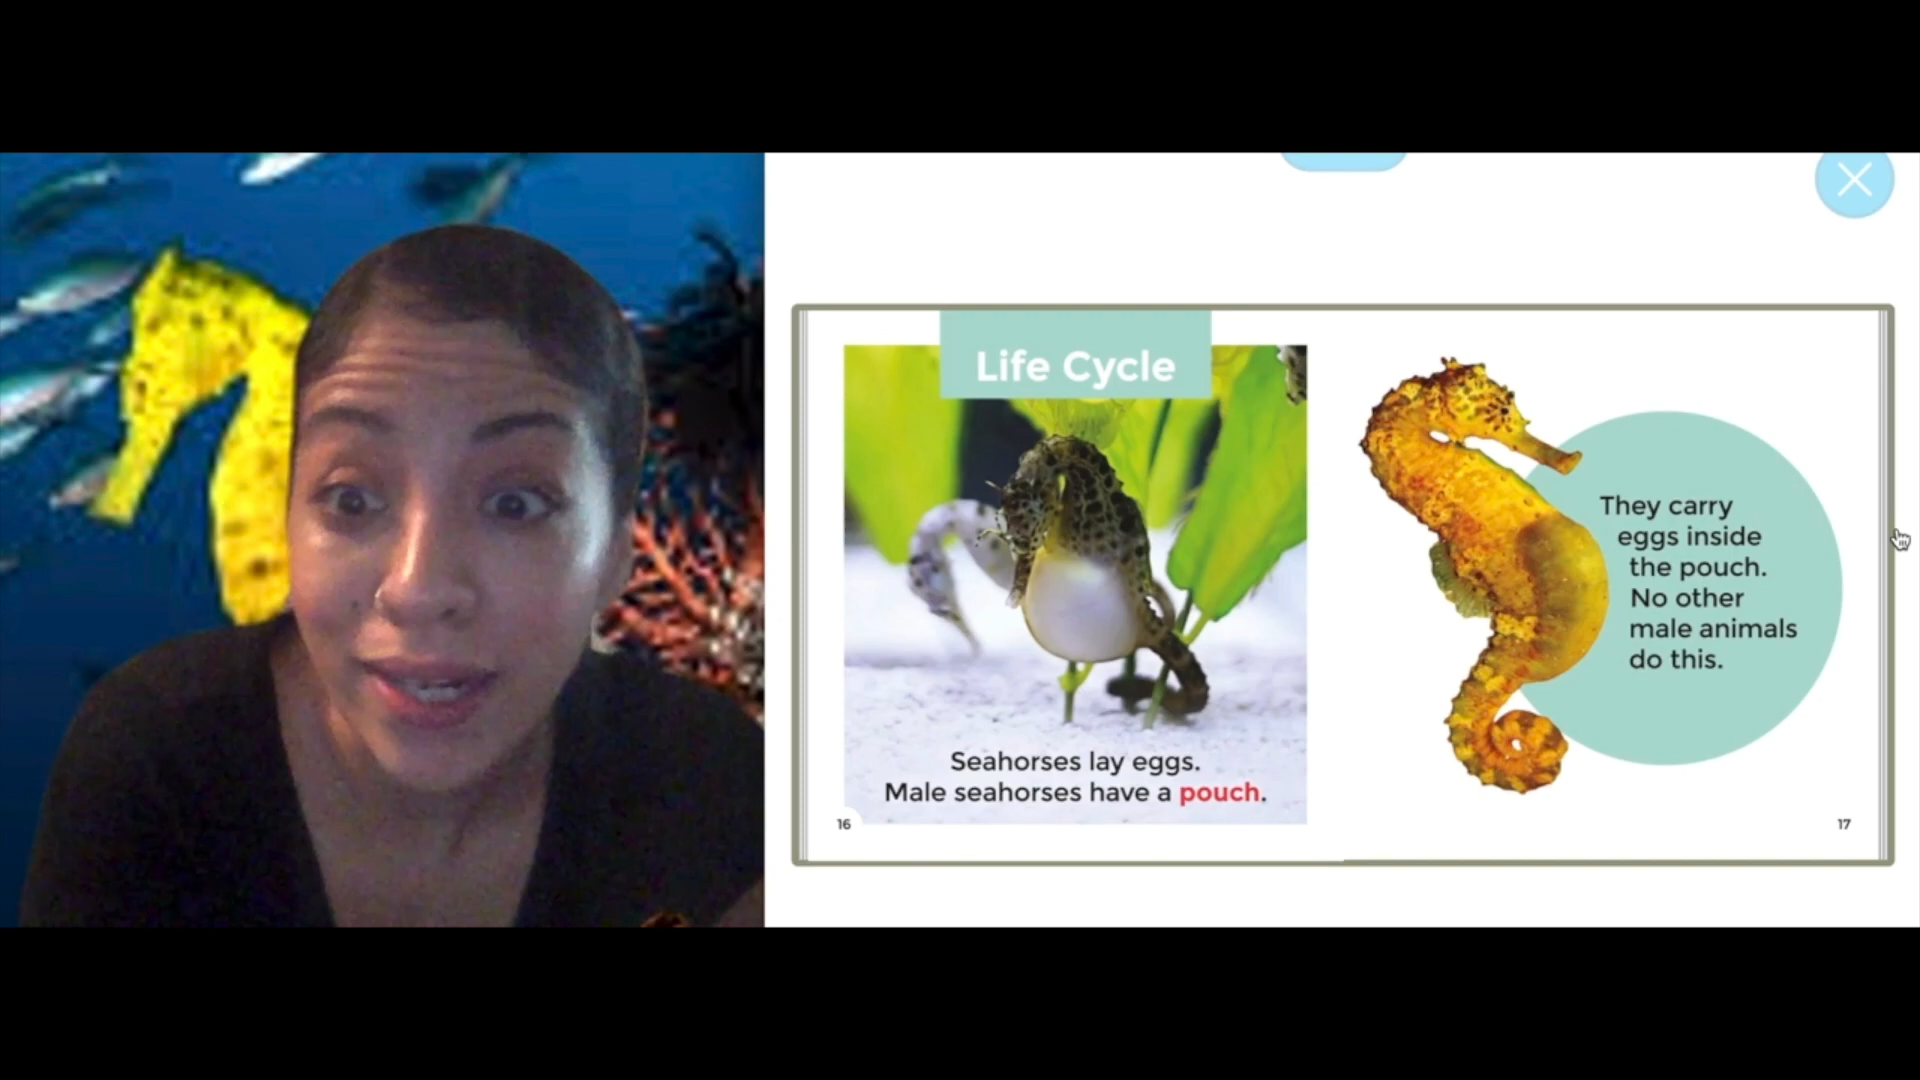 Life Cycle
Seahorses lay eggs.
Male seahorses have a pouch.
16
They carry
eggs inside
the pouch.
No other
male animals
do this.
17